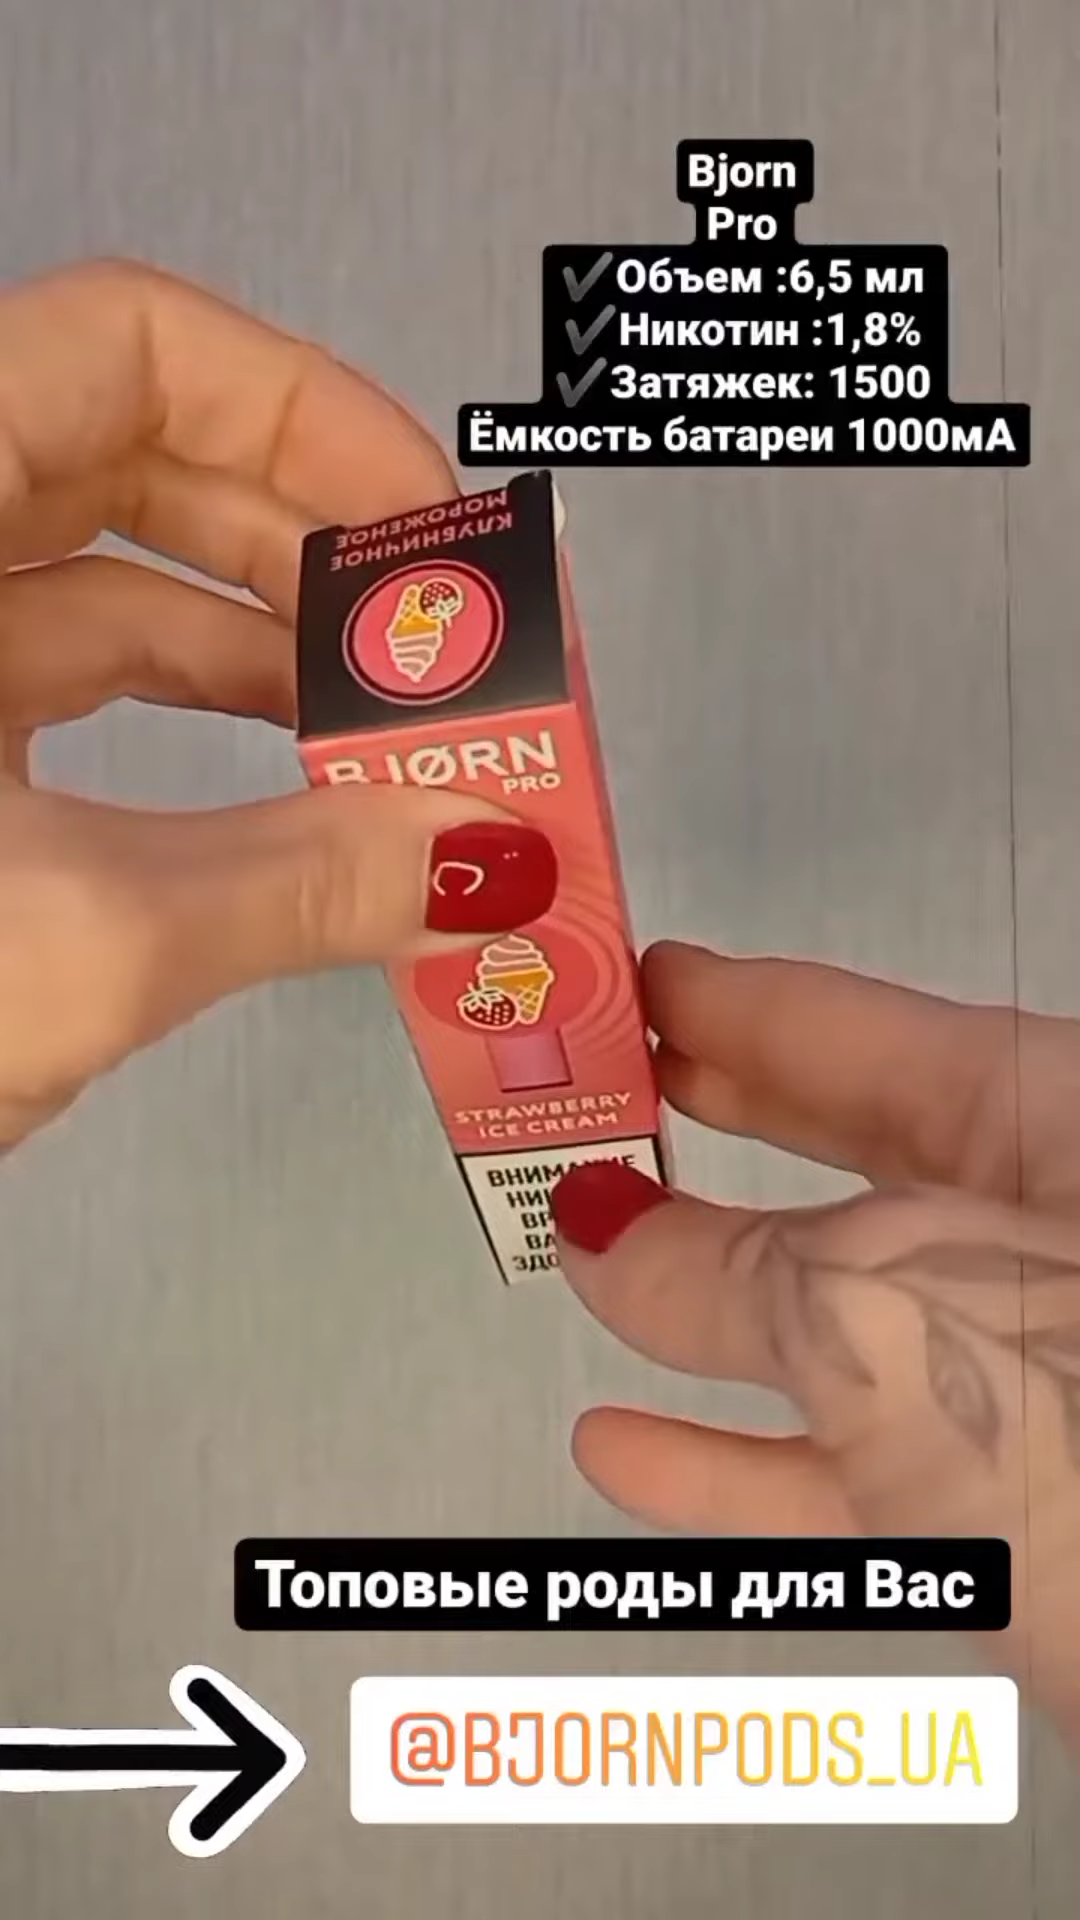 Bjorn
Pro
✔Объем :6,5 мл
✔Никотин :1,8%
✔Затяжек: 1500
Ёмкость батареи 1000мА
КЛУБНИЧНОЕ
МОРОЖЕНОЕ
BJØRN
PRO
STRAWBERRY
ICE CREAM
Топовые роды для Вас
@BJORNPODS_UA